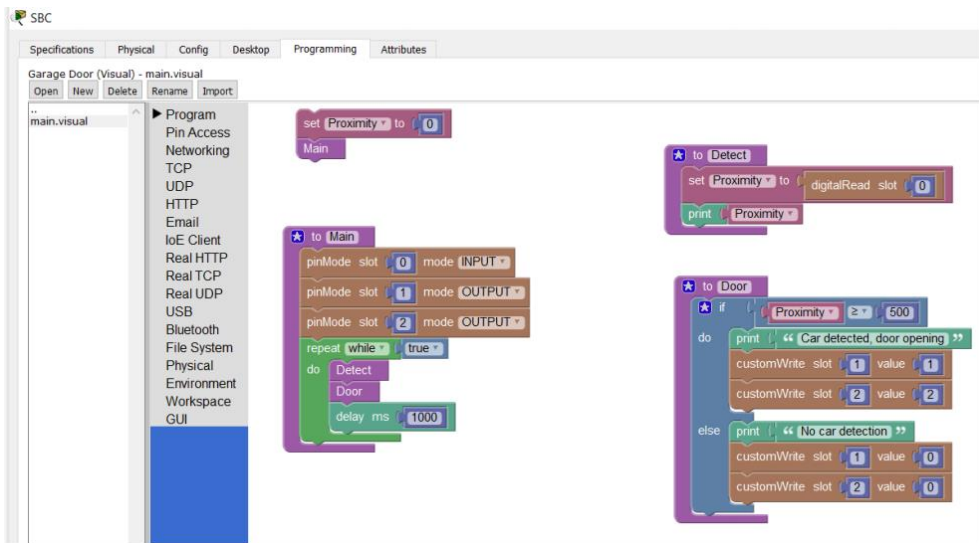 SBC
Specifications Physical Config Desktop Programming Attributes
Garage Door (Visual) - main.visual
Open New Delete Rename Import
..
main.visual
Program
Pin Access
Networking
TCP
UDP
HTTP
Email
IoE Client
Real HTTP
Real TCP
Real UDP
USB
Bluetooth
File System
Physical
Environment
Workspace
GUI
set Proximity to 0
Main
to Main
pinMode slot 0 mode INPUT
pinMode slot 1 mode OUTPUT
pinMode slot 2 mode OUTPUT
repeat while true
do Detect
Door
delay ms 1000
to Detect
set Proximity to digitalRead slot 0
print Proximity
to Door
if Proximity ≥ 500
do print “ Car detected, door opening ”
customWrite slot 1 value 1
customWrite slot 2 value 2
else print “ No car detection ”
customWrite slot 1 value 0
customWrite slot 2 value 0